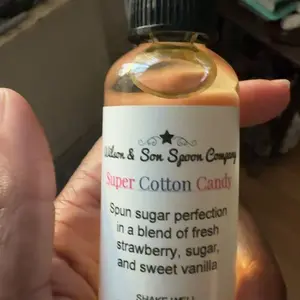 Wilson & Son Spoon Company
Super Cotton Candy
Spun sugar perfection
in a blend of fresh
strawberry, sugar,
and sweet vanilla
SHAKE WELL